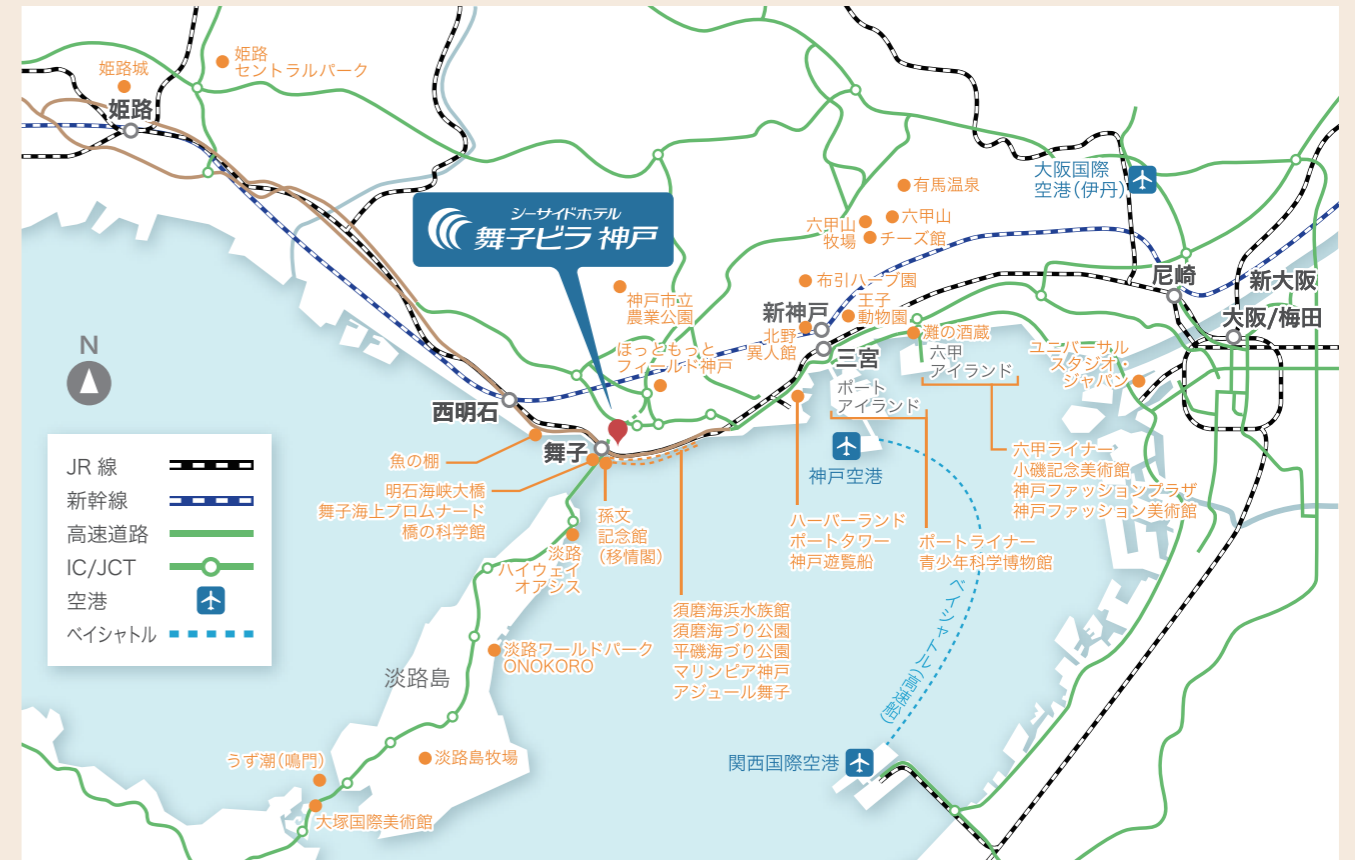 姫路
セントラルパーク
姫路城
姫路
大阪国際
空港(伊丹)
有馬温泉
六甲山
六甲山
牧場
チーズ館
シーサイドホテル
舞子ビラ 神戸
布引ハーブ園
神戸市立
農業公園
新神戸
王子
動物園
北野
異人館
三宮
灘の酒蔵
六甲
アイランド
ポート
アイランド
尼崎
新大阪
大阪/梅田
ユニバーサル
スタジオ・
ジャパン
ほっともっと
フィールド神戸
N
西明石
舞子
魚の棚
明石海峡大橋
舞子海上プロムナード
橋の科学館
孫文
記念館
(移情閣)
淡路
ハイウェイ
オアシス
神戸空港
六甲ライナー
小磯記念美術館
神戸ファッションプラザ
神戸ファッション美術館
ハーバーランド
ポートタワー
神戸遊覧船
ポートライナー
青少年科学博物館
JR 線
新幹線
高速道路
IC/JCT
空港
ベイシャトル
須磨海浜水族館
須磨海づり公園
平磯海づり公園
マリンピア神戸
アジュール舞子
ベイシャトル(高速船)
淡路ワールドパーク
ONOKORO
淡路島
淡路島牧場
うず潮(鳴門)
大塚国際美術館
関西国際空港